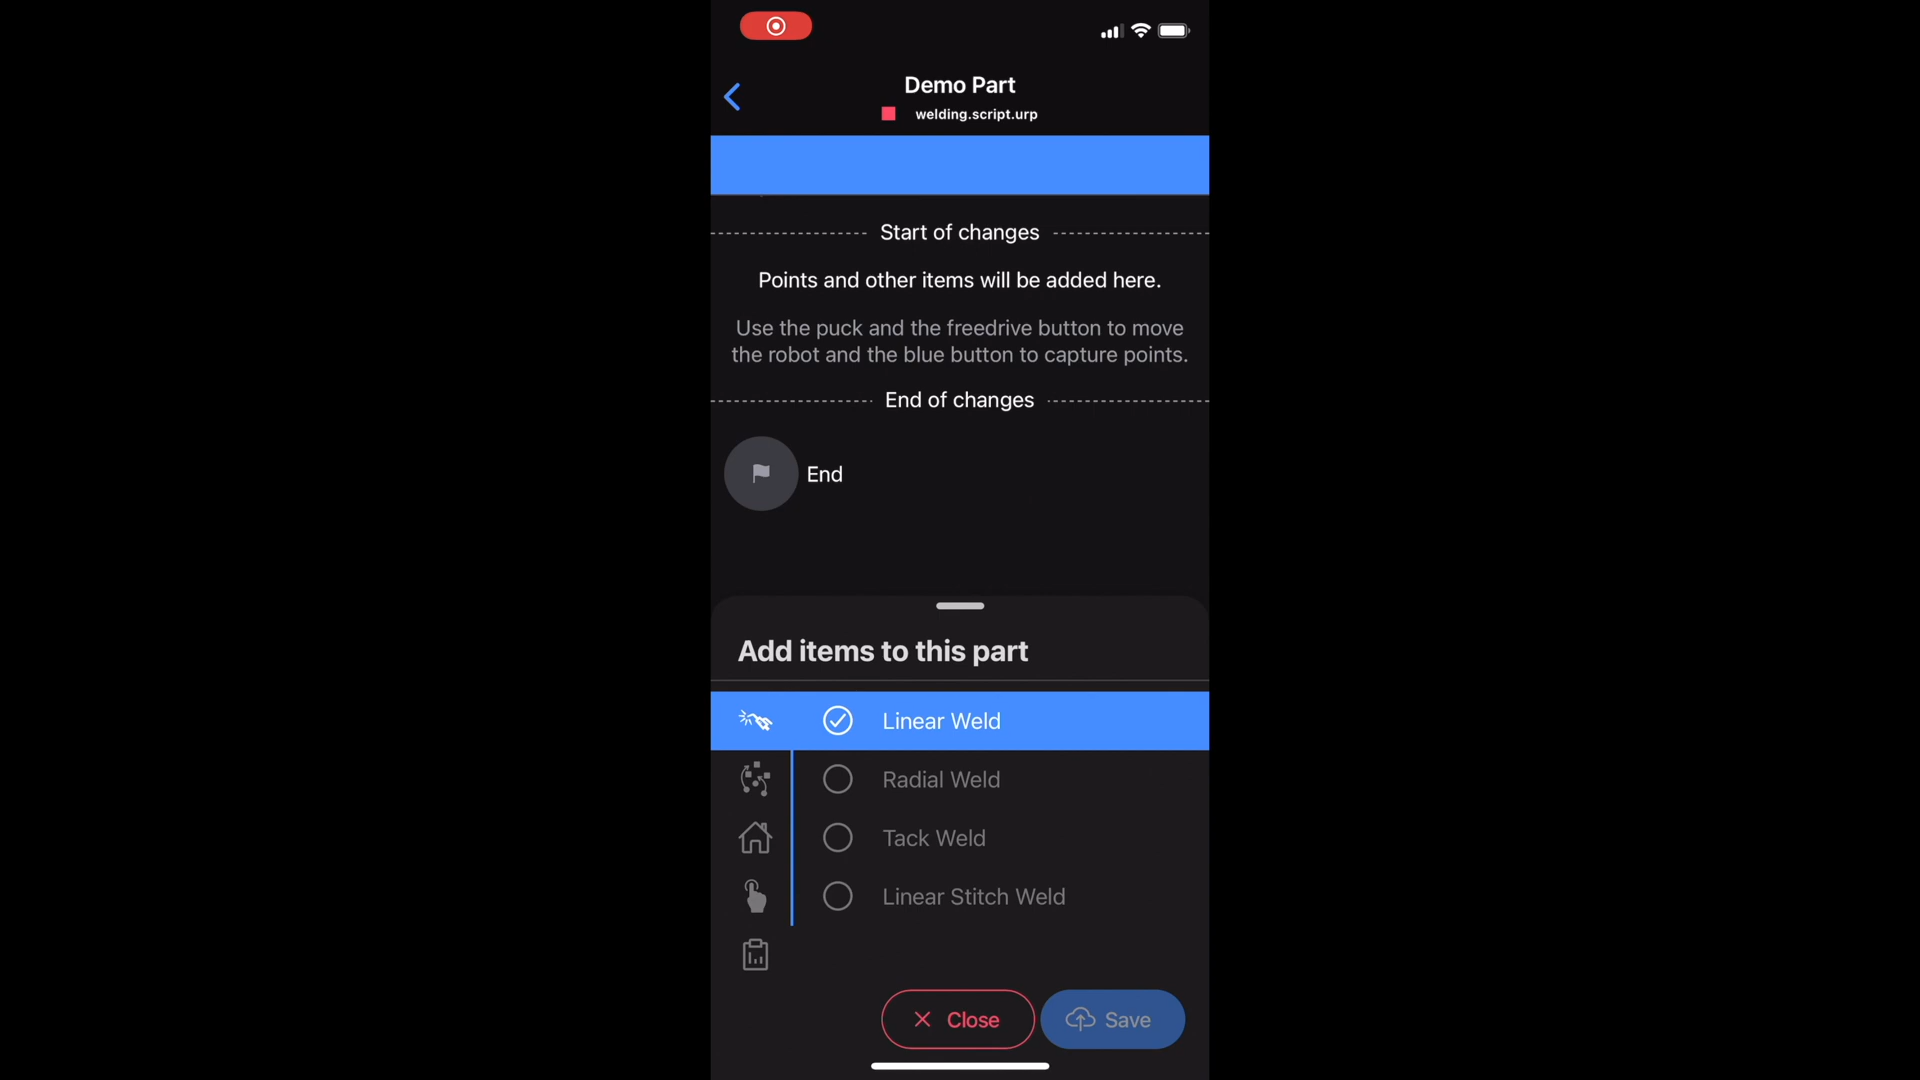 Demo Part
welding.script.urp
Start of changes
Points and other items will be added here.
Use the puck and the freedrive button to move
the robot and the blue button to capture points.
End of changes
End
Add items to this part
Linear Weld
Radial Weld
Tack Weld
Linear Stitch Weld
Close
Save